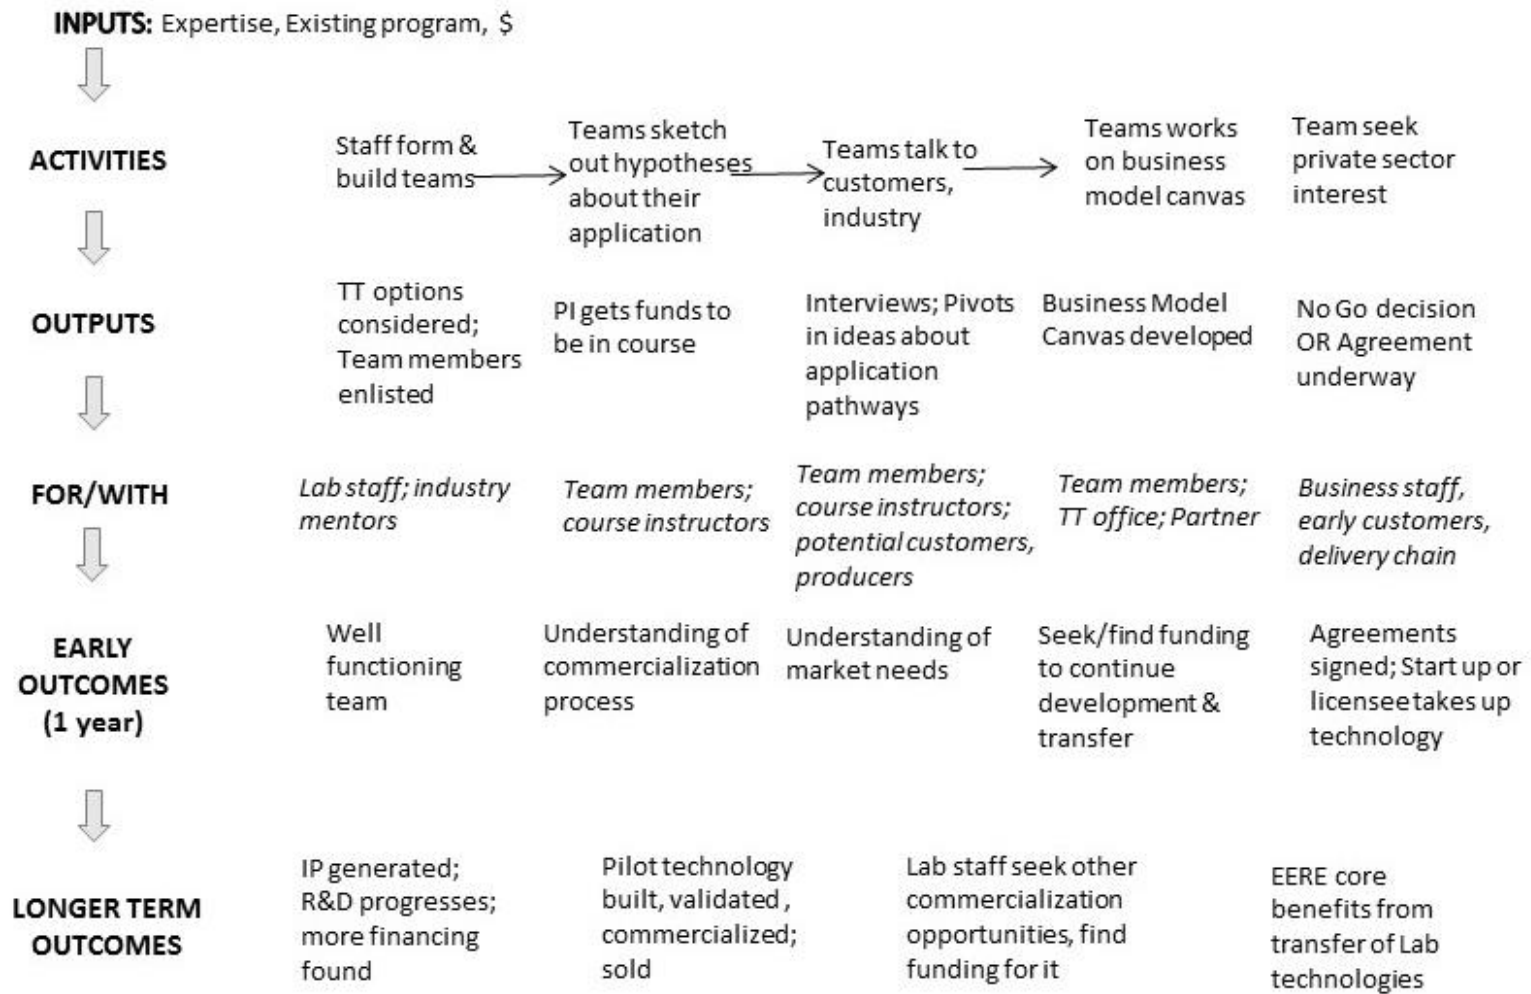 INPUTS: Expertise, Existing program, $
ACTIVITIES
Staff form &
build teams
Teams sketch
out hypotheses
about their
application
Teams talk to
customers,
industry
Teams works
on business
model canvas
Team seek
private sector
interest
OUTPUTS
TT options
considered;
Team members
enlisted
PI gets funds to
be in course
Interviews; Pivots
in ideas about
application
pathways
Business Model
Canvas developed
No Go decision
OR Agreement
underway
FOR/WITH
Lab staff; industry
mentors
Team members;
course instructors
Team members;
course instructors;
potential customers,
producers
Team members;
TT office; Partner
Business staff,
early customers,
delivery chain
EARLY
OUTCOMES
(1 year)
Well
functioning
team
Understanding of
commercialization
process
Understanding of
market needs
Seek/find funding
to continue
development &
transfer
Agreements
signed; Start up or
licensee takes up
technology
LONGER TERM
OUTCOMES
IP generated;
R&D progresses;
more financing
found
Pilot technology
built, validated,
commercialized;
sold
Lab staff seek other
commercialization
opportunities, find
funding for it
EERE core
benefits from
transfer of Lab
technologies